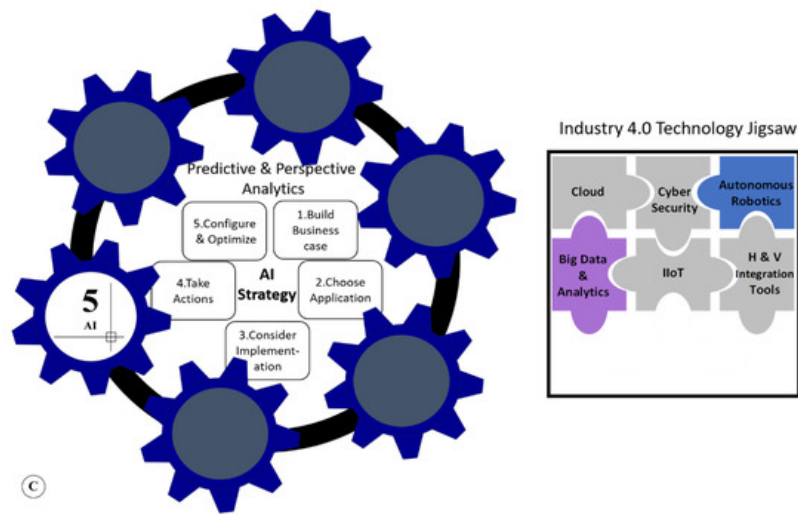 Predictive & Perspective
Analytics
5.Configure
& Optimize
1.Build
Business
case
4.Take
Actions
AI
Strategy
2.Choose
Application
3.Consider
Implement-
ation
5
AI
C
Industry 4.0 Technology Jigsaw
Cloud
Cyber
Security
Autonomous
Robotics
Big Data
&
Analytics
IIoT
H & V
Integration
Tools